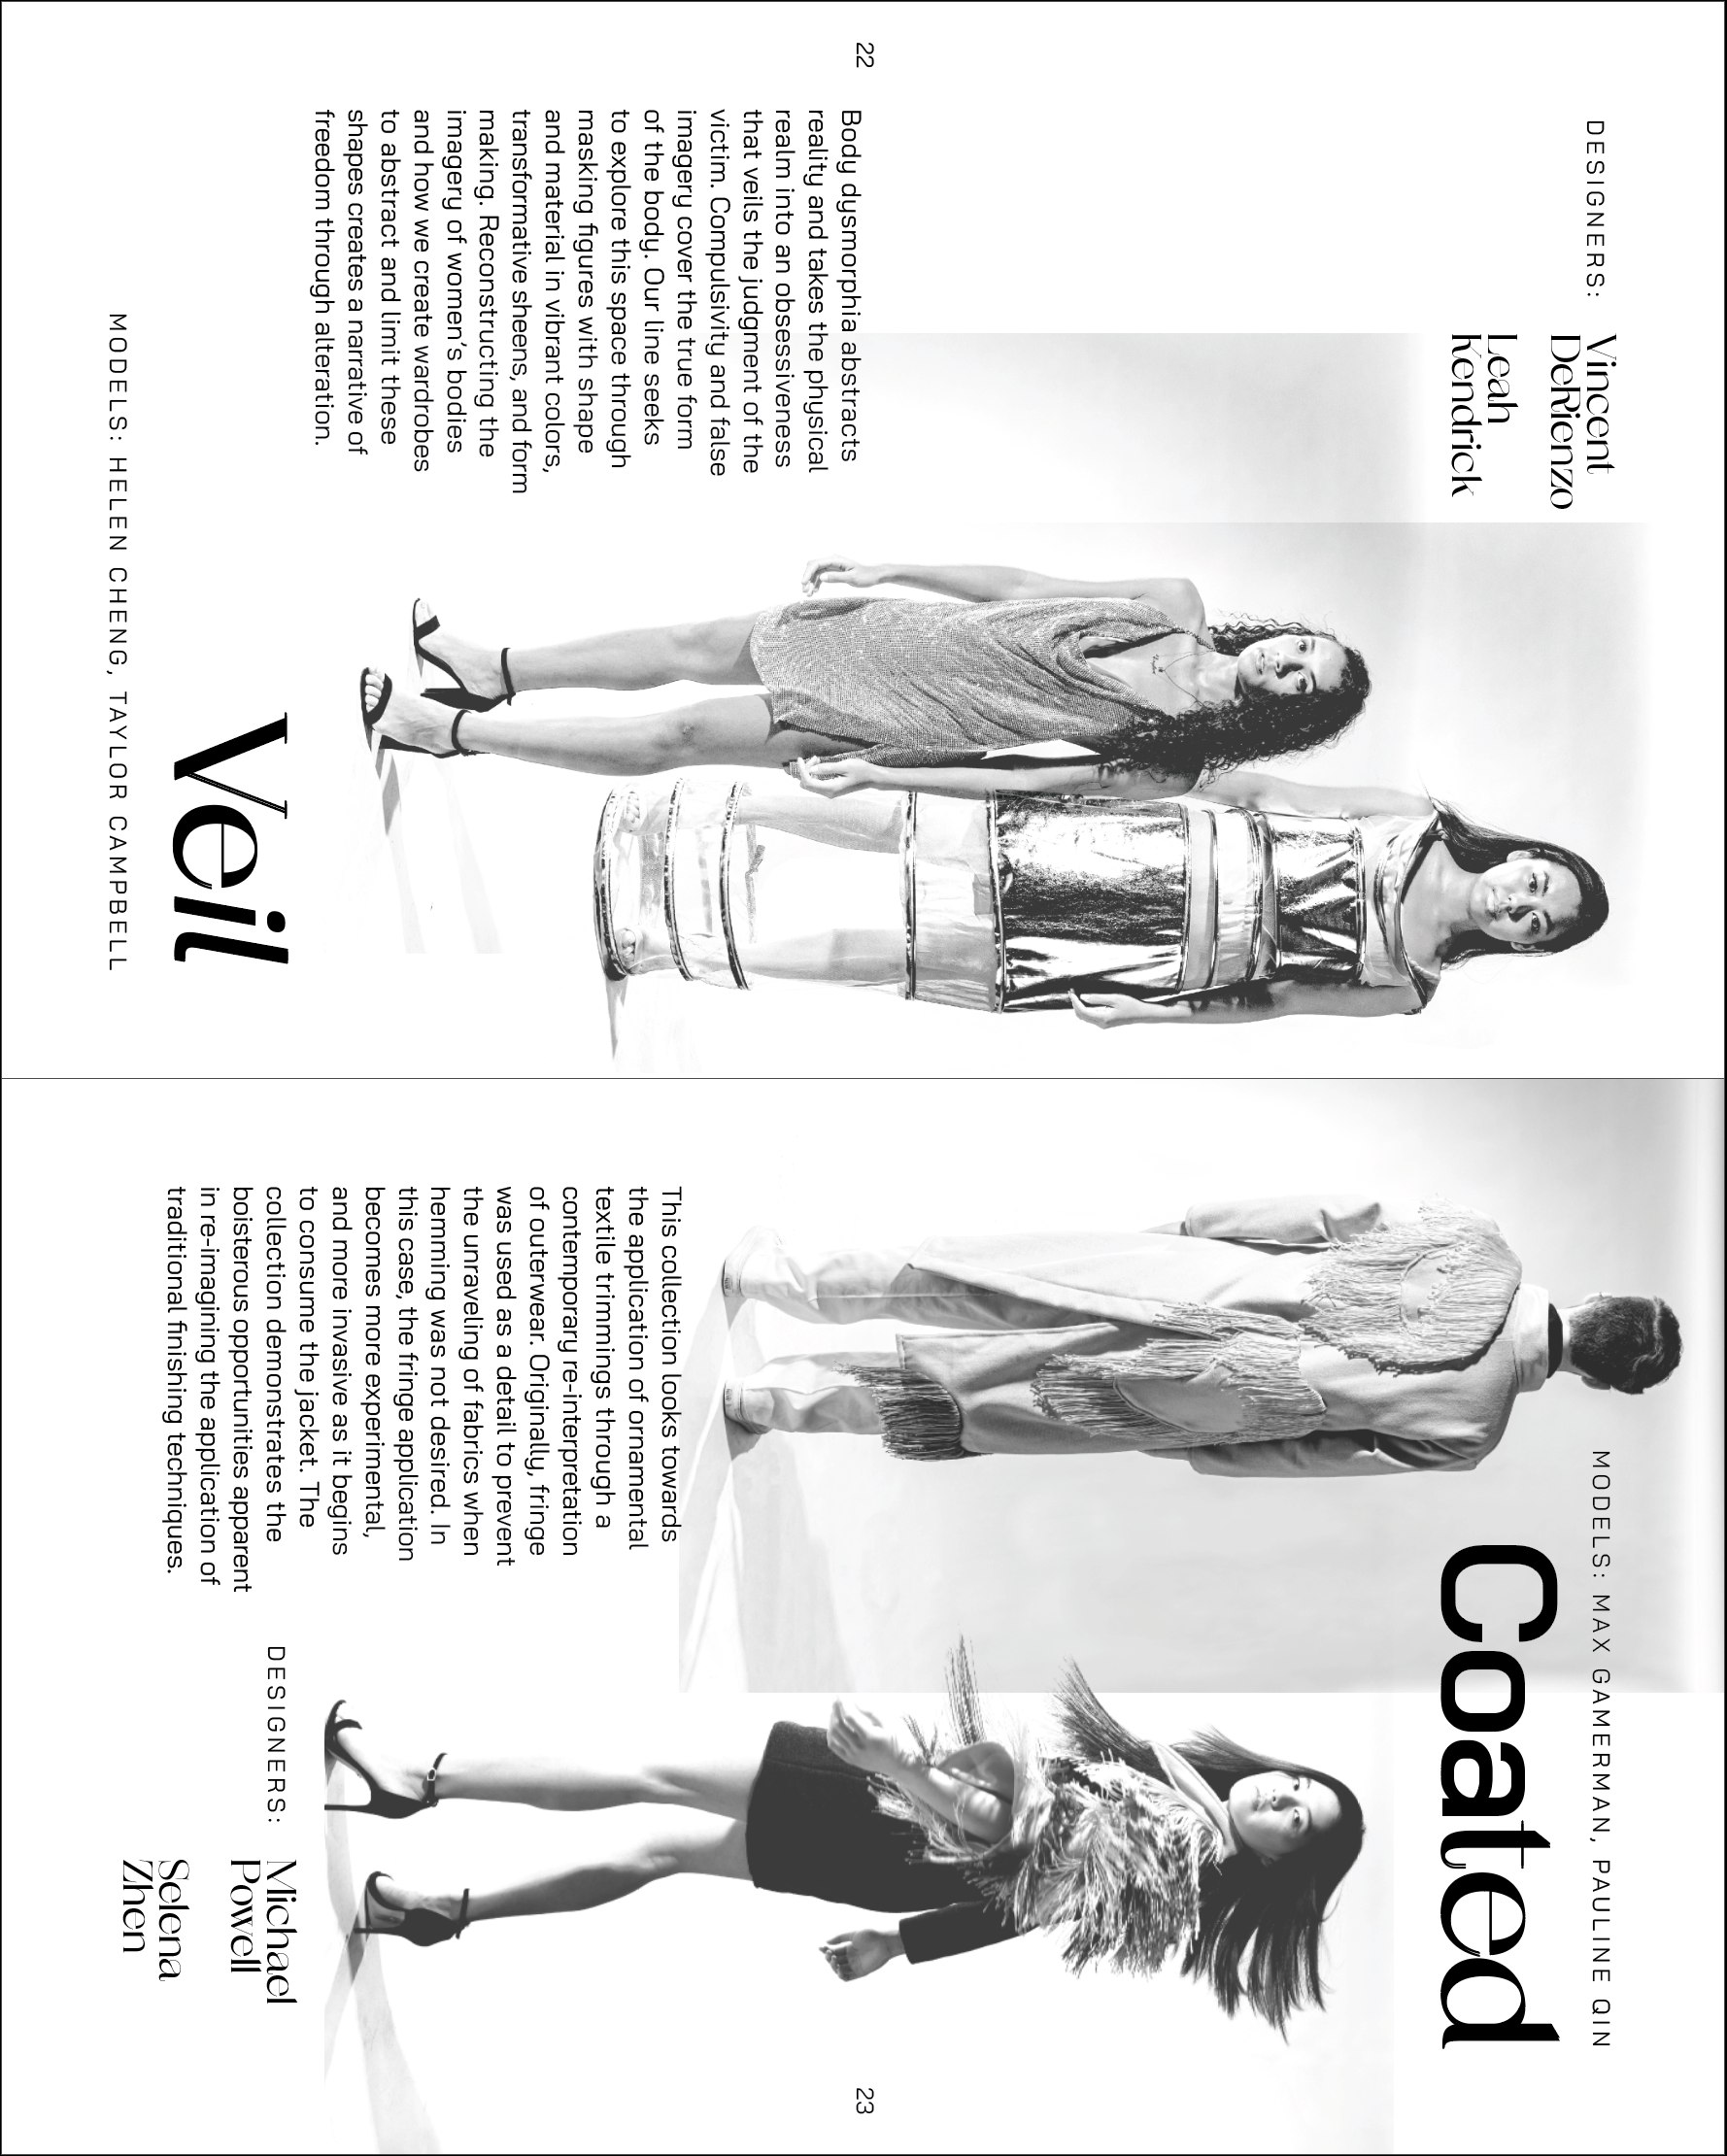 DESIGNERS:
Vincent
DeRienzo
Leah
Kendrick
22
Body dysmorphia abstracts
reality and takes the physical
realm into an obsessiveness
that veils the judgment of the
victim. Compulsivity and false
imagery cover the true form
of the body. Our line seeks
to explore this space through
masking figures with shape
and material in vibrant colors,
transformative sheens, and form
making. Reconstructing the
imagery of women’s bodies
and how we create wardrobes
to abstract and limit these
shapes creates a narrative of
freedom through alteration.
Veil
MODELS: HELEN CHENG, TAYLOR CAMPBELL
MODELS: MAX GAMERMAN, PAULINE QIN
Coated
23
This collection looks towards
the application of ornamental
textile trimmings through a
contemporary re-interpretation
of outerwear. Originally, fringe
was used as a detail to prevent
the unraveling of fabrics when
hemming was not desired. In
this case, the fringe application
becomes more experimental,
and more invasive as it begins
to consume the jacket. The
collection demonstrates the
boisterous opportunities apparent
in re-imagining the application of
traditional finishing techniques.
DESIGNERS:
Michael
Powell
Selena
Zhen